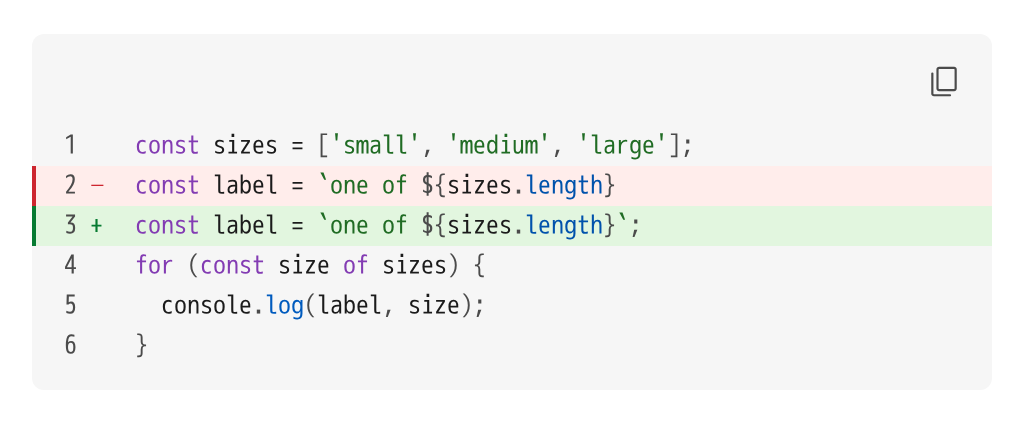 1 const sizes = ['small', 'medium', 'large'];
2 − const label = `one of ${sizes.length}
3 + const label = `one of ${sizes.length}`;
4 for (const size of sizes) {
5   console.log(label, size);
6 }